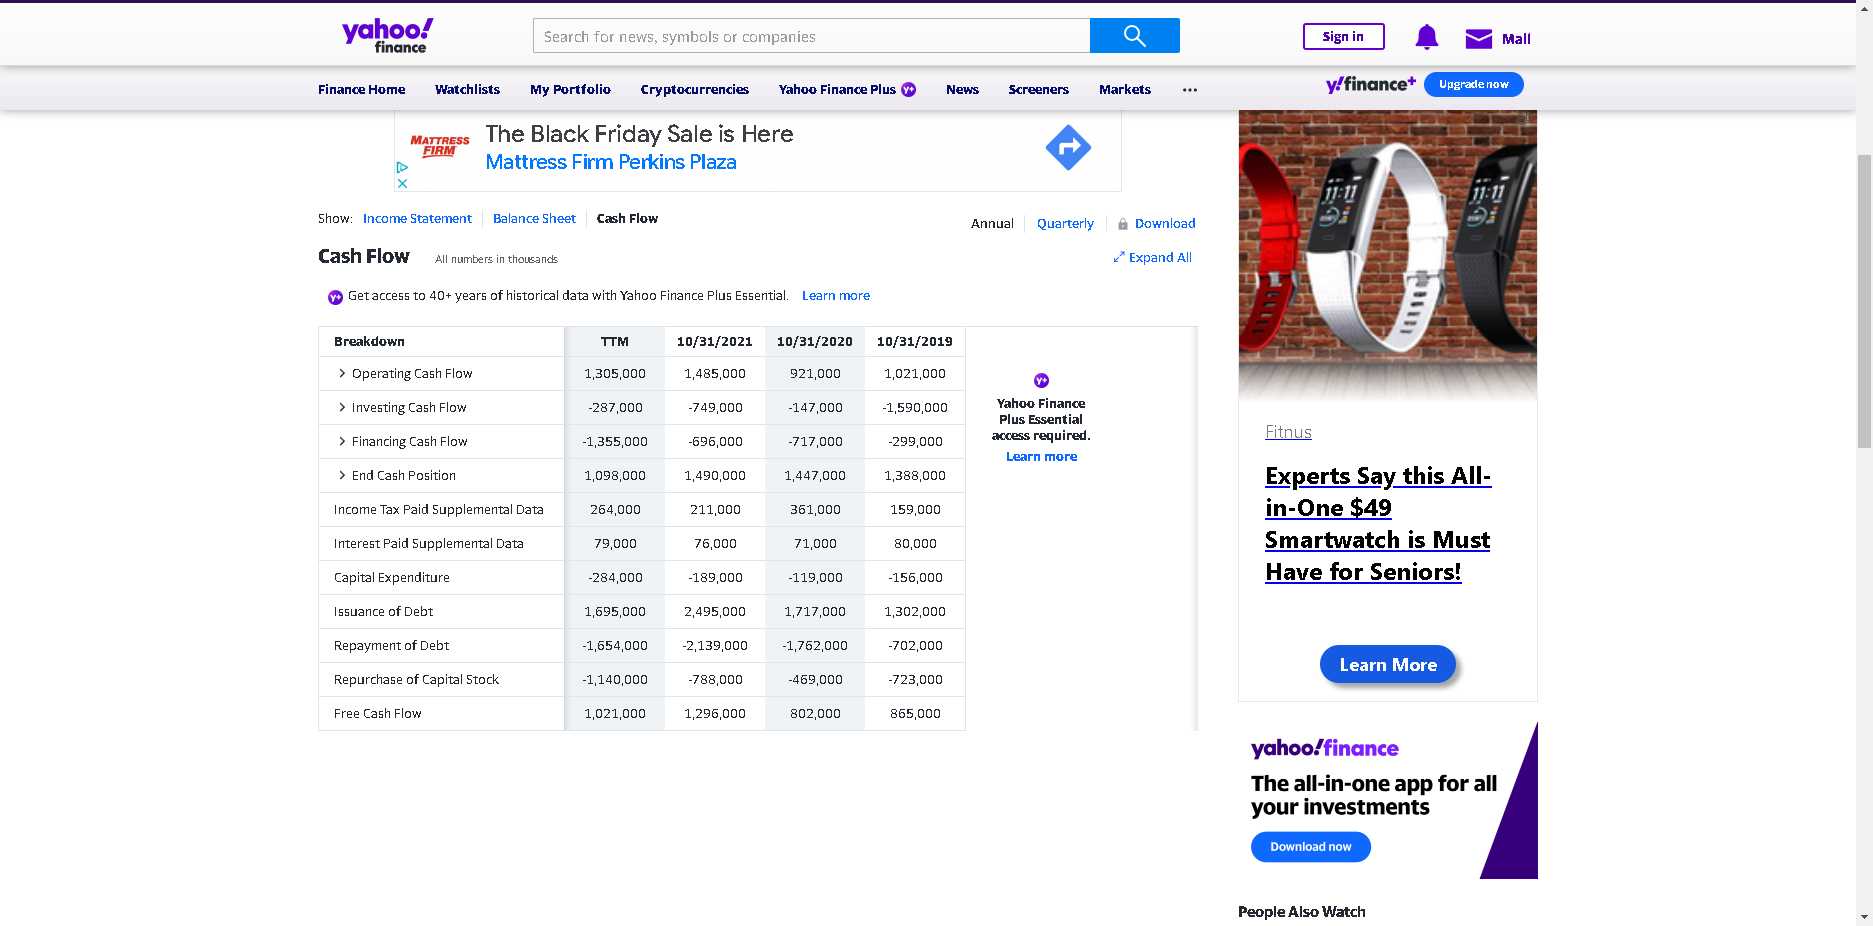 yahoo! finance
Search for news, symbols or companies
Sign in
Mail
Finance Home Watchlists My Portfolio Cryptocurrencies Yahoo Finance Plus Y+ News Screeners Markets ...
y!finance+ Upgrade now
MATTRESS FIRM
The Black Friday Sale is Here
Mattress Firm Perkins Plaza
Show: Income Statement Balance Sheet Cash Flow
Annual Quarterly Download
Cash Flow All numbers in thousands
Expand All
Y+ Get access to 40+ years of historical data with Yahoo Finance Plus Essential. Learn more
Breakdown TTM 10/31/2021 10/31/2020 10/31/2019
Operating Cash Flow 1,305,000 1,485,000 921,000 1,021,000
Investing Cash Flow -287,000 -749,000 -147,000 -1,590,000
Financing Cash Flow -1,355,000 -696,000 -717,000 -299,000
End Cash Position 1,098,000 1,490,000 1,447,000 1,388,000
Income Tax Paid Supplemental Data 264,000 211,000 361,000 159,000
Interest Paid Supplemental Data 79,000 76,000 71,000 80,000
Capital Expenditure -284,000 -189,000 -119,000 -156,000
Issuance of Debt 1,695,000 2,495,000 1,717,000 1,302,000
Repayment of Debt -1,654,000 -2,139,000 -1,762,000 -702,000
Repurchase of Capital Stock -1,140,000 -788,000 -469,000 -723,000
Free Cash Flow 1,021,000 1,296,000 802,000 865,000
Y+
Yahoo Finance
Plus Essential
access required.
Learn more
11:11
11:11
Fitnus
Experts Say this All-
in-One $49
Smartwatch is Must
Have for Seniors!
Learn More
yahoo!finance
The all-in-one app for all
your investments
Download now
People Also Watch